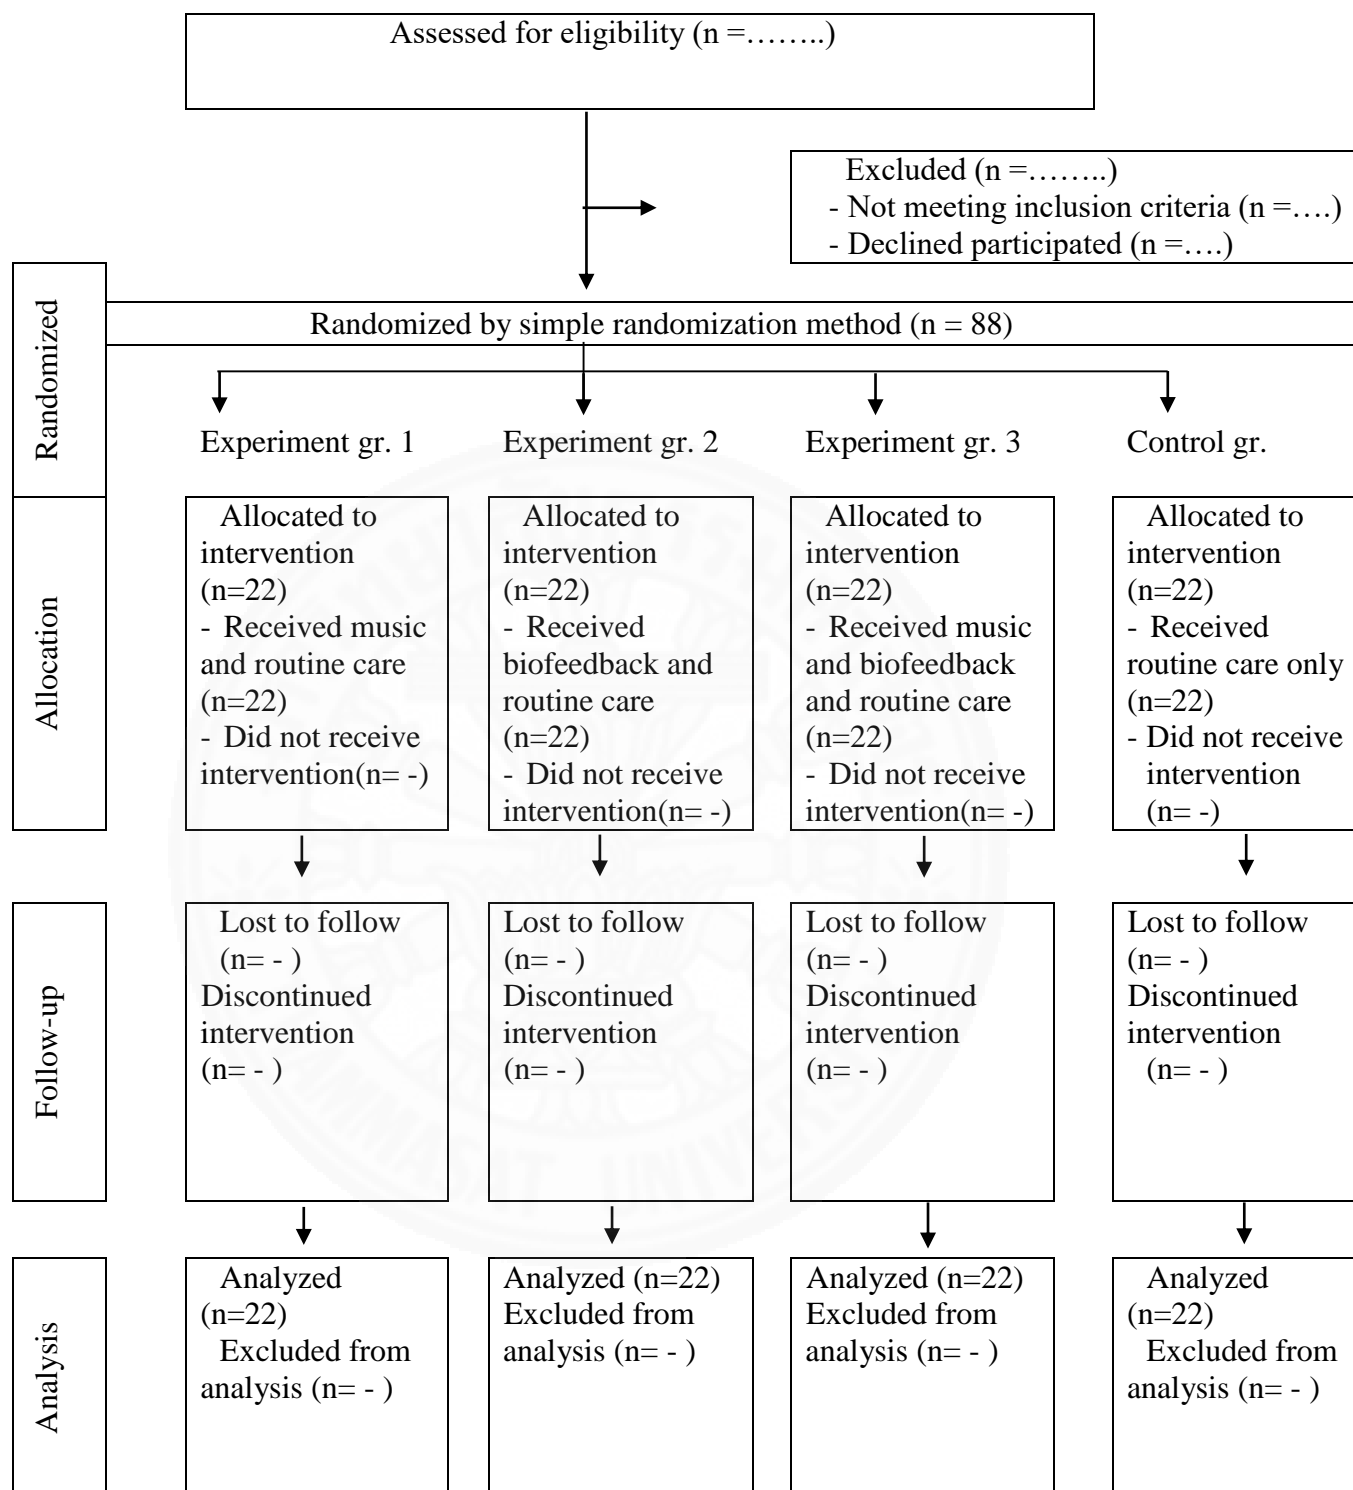 Assessed for eligibility (n =……..)
Excluded (n =……..)
- Not meeting inclusion criteria (n =….)
- Declined participated (n =….)
Randomized
Randomized by simple randomization method (n = 88)
Experiment gr. 1
Experiment gr. 2
Experiment gr. 3
Control gr.
Allocation
Allocated to
intervention
(n=22)
- Received music
and routine care
(n=22)
- Did not receive
intervention(n= -)
Allocated to
intervention
(n=22)
- Received
biofeedback and
routine care
(n=22)
- Did not receive
intervention(n= -)
Allocated to
intervention
(n=22)
- Received music
and biofeedback
and routine care
(n=22)
- Did not receive
intervention(n= -)
Allocated to
intervention
(n=22)
- Received
routine care only
(n=22)
- Did not receive
intervention
(n= -)
Follow-up
Lost to follow
(n= - )
Discontinued
intervention
(n= - )
Lost to follow
(n= - )
Discontinued
intervention
(n= - )
Lost to follow
(n= - )
Discontinued
intervention
(n= - )
Lost to follow
(n= - )
Discontinued
intervention
(n= - )
Analysis
Analyzed
(n=22)
Excluded from
analysis (n= - )
Analyzed (n=22)
Excluded from
analysis (n= - )
Analyzed (n=22)
Excluded from
analysis (n= - )
Analyzed
(n=22)
Excluded from
analysis (n= - )